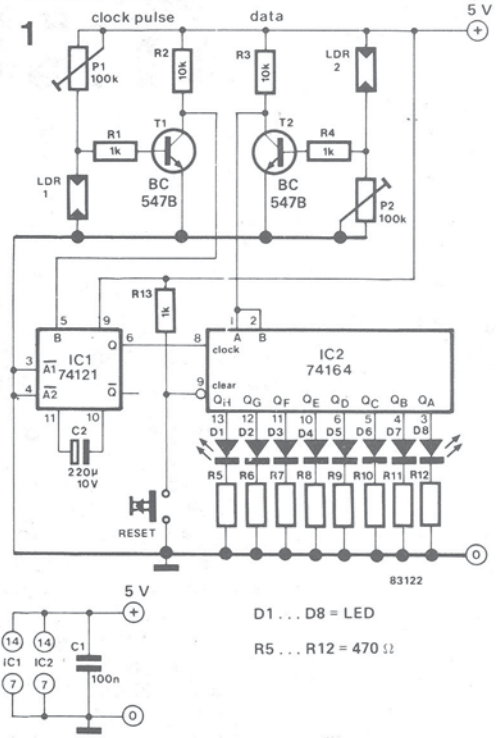 1
clock pulse data
5 V
+
P1
100k
R2
10k
R3
10k
LDR
2
T1
T2
R1
1k
R4
1k
LDR
1
BC
547B
BC
547B
P2
100k
R13
1k
5 9
B
3 A1
4 A2
IC1
74121
Q 6
Q
11 10
C2
220µ
10V
1 2
A B
8 clock
9 clear
IC2
74164
QH QG QF QE QD QC QB QA
13 12 11 10 6 5 4 3
D1 D2 D3 D4 D5 D6 D7 D8
R5 R6 R7 R8 R9 R10 R11 R12
RESET
0
83122
5 V
+
14 14
IC1 IC2
7 7
C1
100n
0
D1 . . . D8 = LED
R5 . . . R12 = 470 Ω